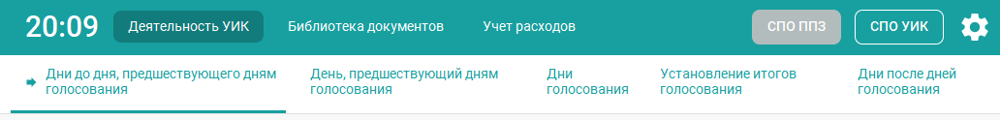 20:09 Деятельность УИК Библиотека документов Учет расходов СПО ППЗ СПО УИК
Дни до дня, предшествующего дням
голосования
День, предшествующий дням
голосования
Дни
голосования
Установление итогов
голосования
Дни после дней
голосования